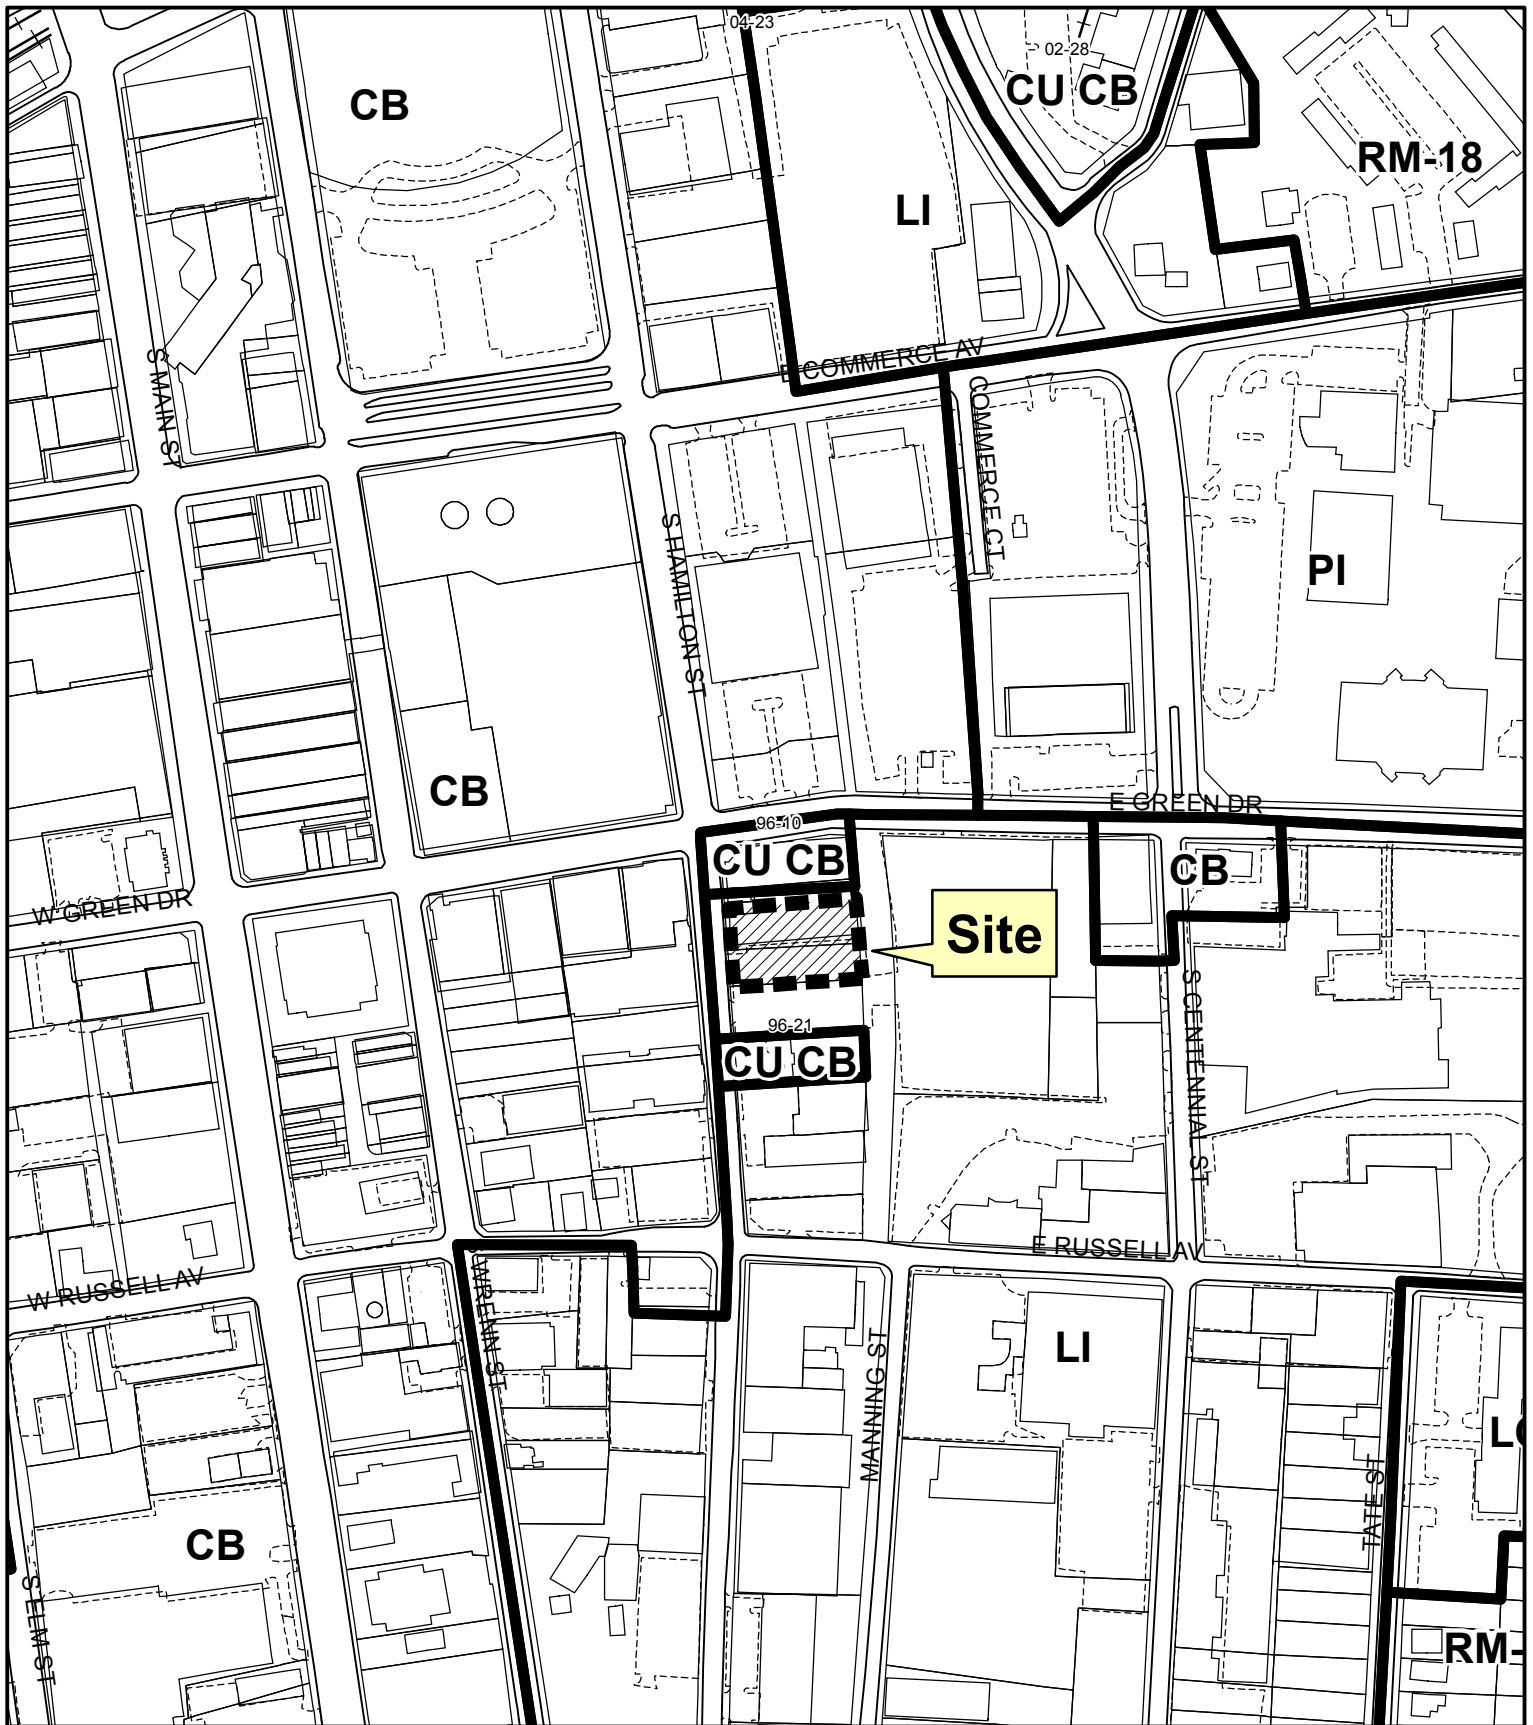 04-23
02-28
CU CB
CB
RM-18
LI
E COMMERCE AV
S MAIN ST
COMMERCE CT
S HAMILTON ST
PI
CB
E GREEN DR
96-10
CU CB
CB
W GREEN DR
Site
96-21
CU CB
S CENTENNIAL ST
E RUSSELL AV
W RUSSELL AV
S WRENN ST
MANNING ST
LI
TATE ST
CB
S ELM ST
RM-